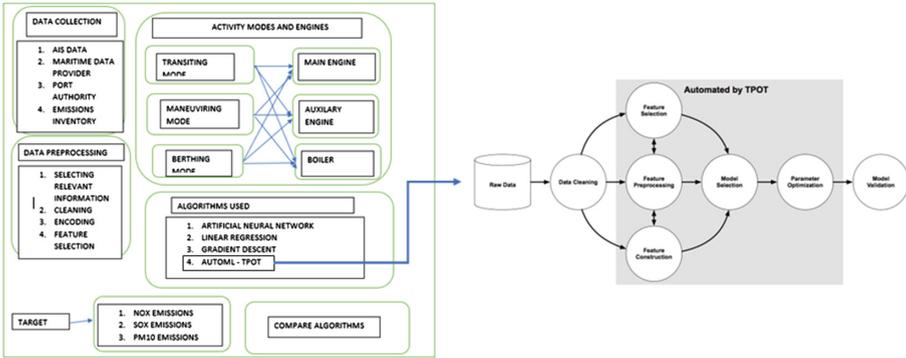 DATA COLLECTION
1. AIS DATA
2. MARITIME DATA
PROVIDER
3. PORT
AUTHORITY
4. EMISSIONS
INVENTORY
DATA PREPROCESSING
1. SELECTING
RELEVANT
INFORMATION
2. CLEANING
3. ENCODING
4. FEATURE
SELECTION
ACTIVITY MODES AND ENGINES
TRANSITING
MODE
MANEUVIRING
MODE
BERTHING
MODE
MAIN ENGINE
AUXILARY
ENGINE
BOILER
ALGORITHMS USED
1. ARTIFICIAL NEURAL NETWORK
2. LINEAR REGRESSION
3. GRADIENT DESCENT
4. AUTOML - TPOT
TARGET
1. NOX EMISSIONS
2. SOX EMISSIONS
3. PM10 EMISSIONS
COMPARE ALGORITHMS
Automated by TPOT
Raw Data
Data Cleaning
Feature
Selection
Feature
Preprocessing
Feature
Construction
Model
Selection
Parameter
Optimization
Model
Validation